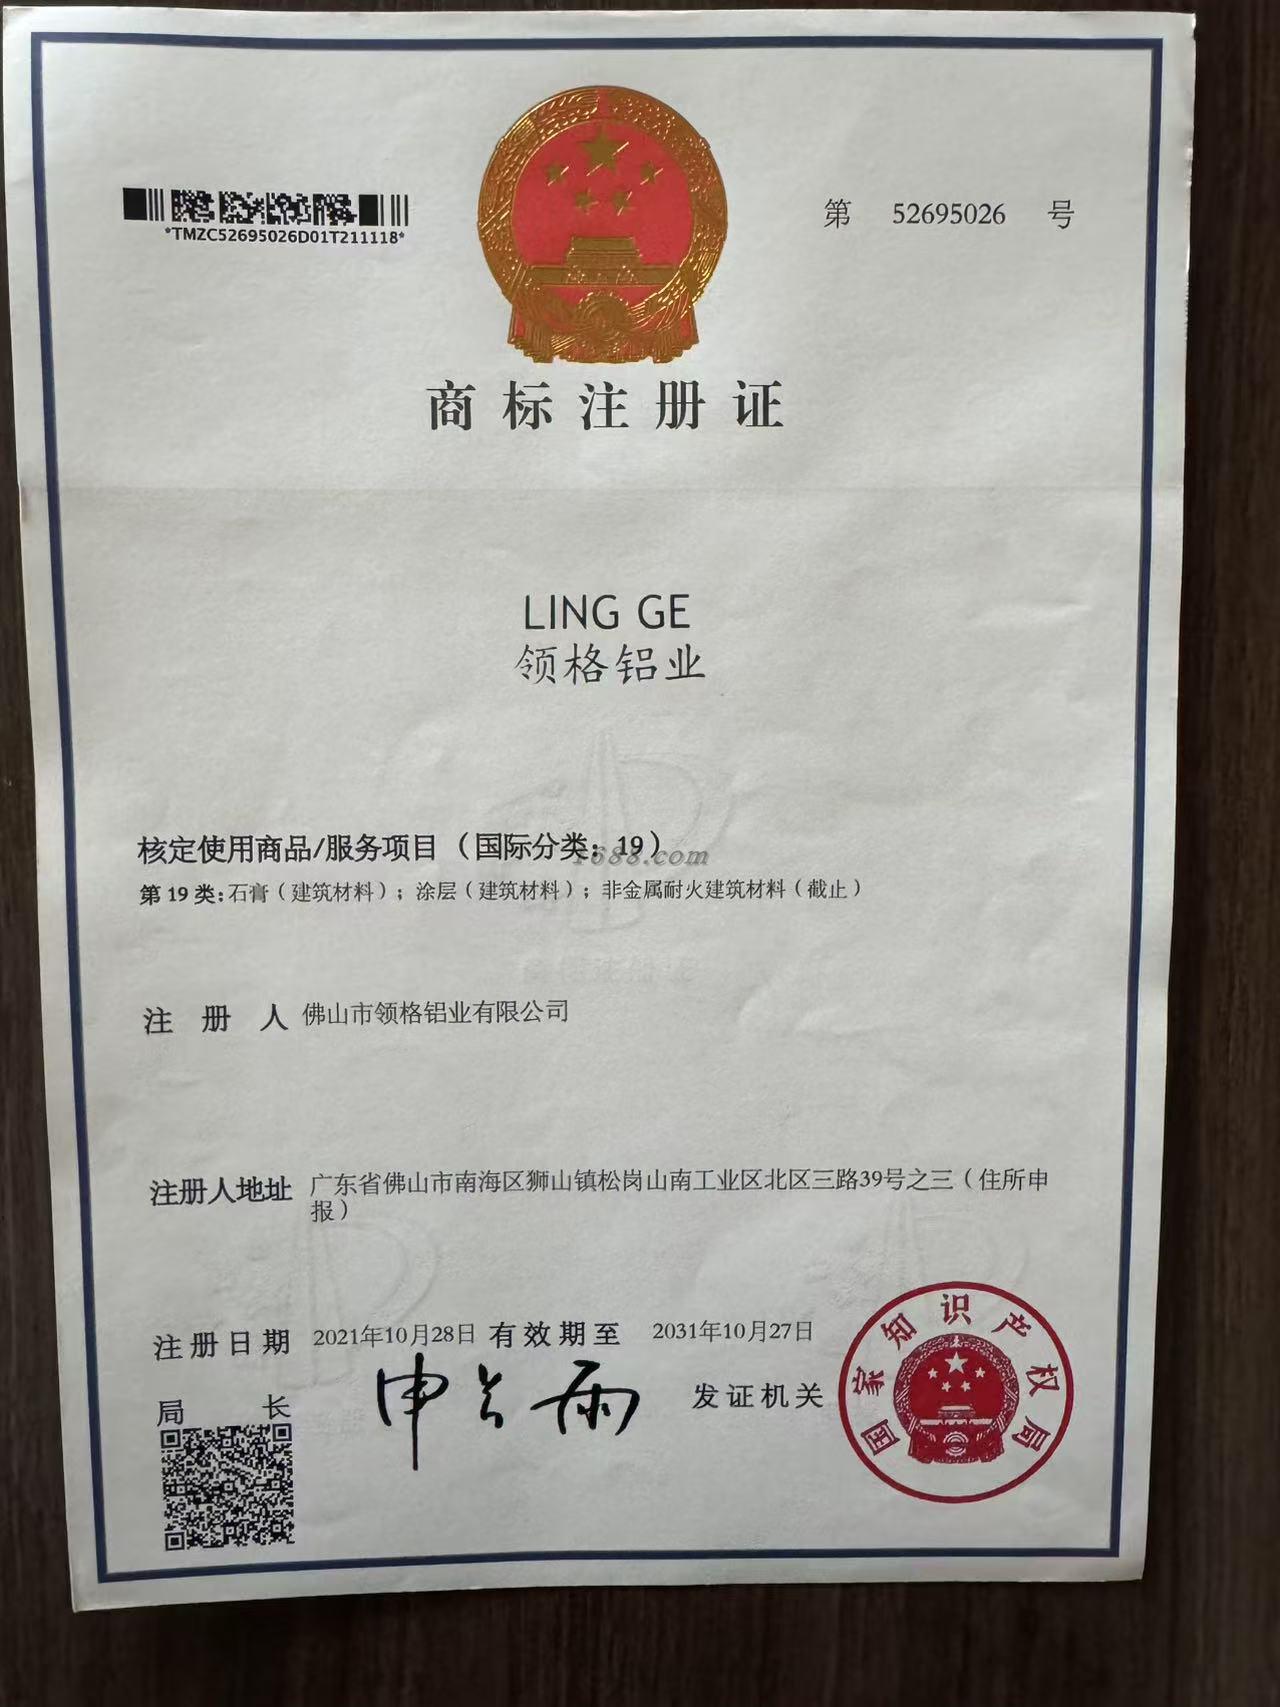 *TMZC52695026D01T211118*
第 52695026 号
商标注册证
LING GE
领格铝业
核定使用商品/服务项目（国际分类：19）
1688.com
第 19 类：石膏（建筑材料）；涂层（建筑材料）；非金属耐火建筑材料（截止）
注册人 佛山市领格铝业有限公司
注册人地址 广东省佛山市南海区狮山镇松岗山南工业区北区三路39号之三（住所申
报）
注册日期 2021年10月28日 有效期至 2031年10月27日
局长 申长雨 发证机关
国家知识产权局